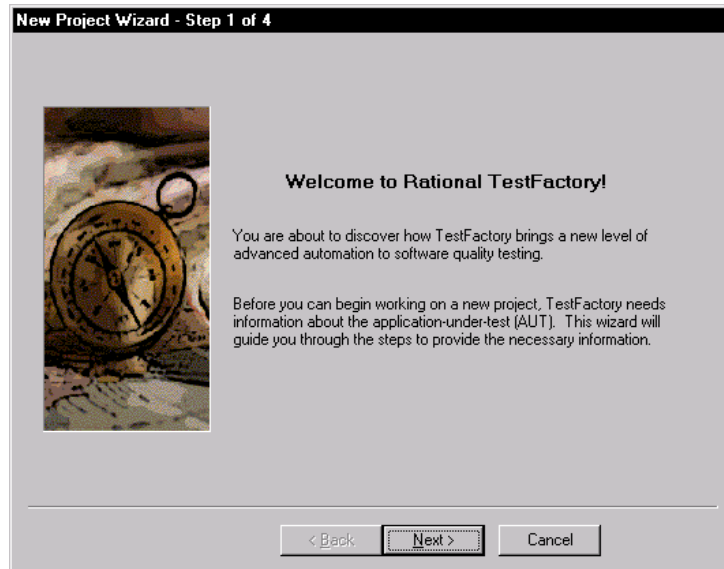 New Project Wizard - Step 1 of 4
Welcome to Rational TestFactory!
You are about to discover how TestFactory brings a new level of
advanced automation to software quality testing.
Before you can begin working on a new project, TestFactory needs
information about the application-under-test (AUT).  This wizard will
guide you through the steps to provide the necessary information.
< Back
Next >
Cancel